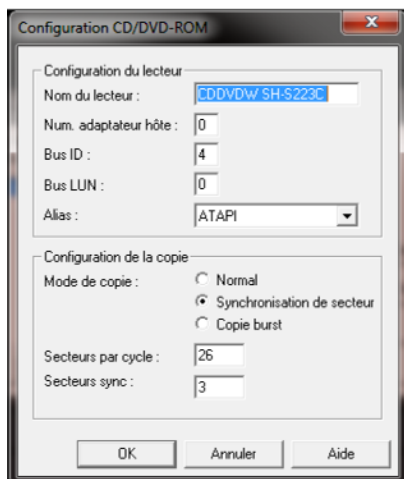 Configuration CD/DVD-ROM
Configuration du lecteur
Nom du lecteur : CDDVDW SH-S223C
Num. adaptateur hôte : 0
Bus ID : 4
Bus LUN : 0
Alias : ATAPI
Configuration de la copie
Mode de copie : Normal
Synchronisation de secteur
Copie burst
Secteurs par cycle : 26
Secteurs sync : 3
OK Annuler Aide